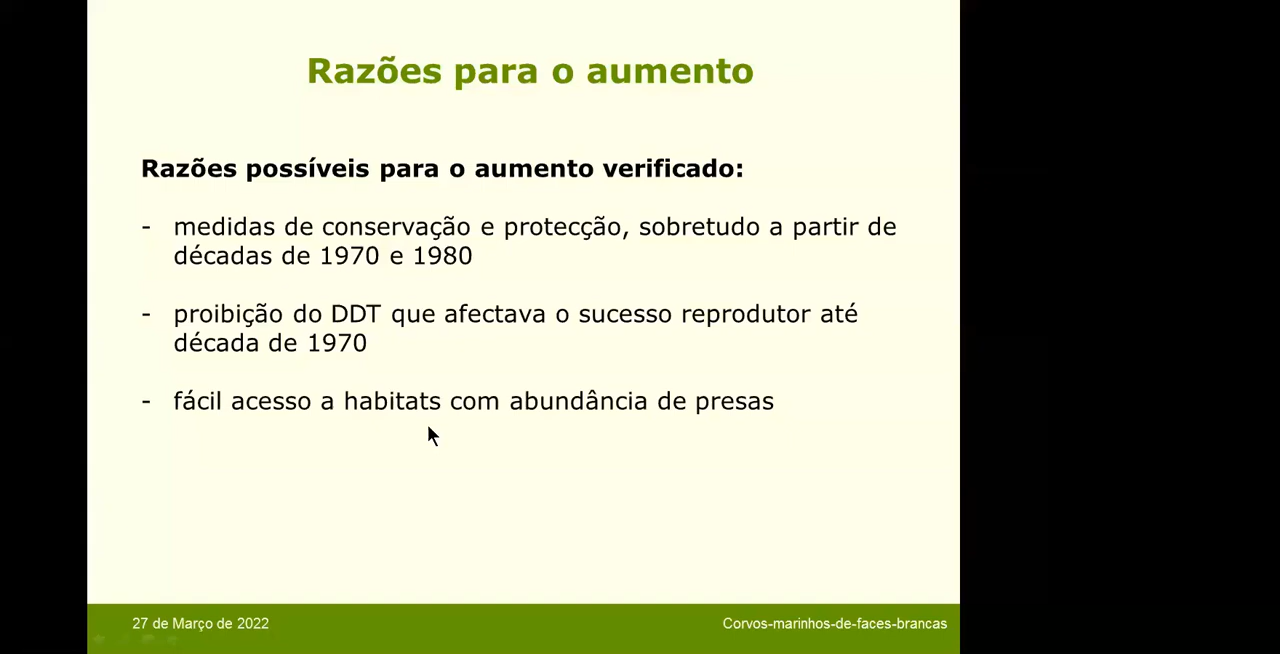 Razões para o aumento
Razões possíveis para o aumento verificado:
- medidas de conservação e protecção, sobretudo a partir de
décadas de 1970 e 1980
- proibição do DDT que afectava o sucesso reprodutor até
década de 1970
- fácil acesso a habitats com abundância de presas
27 de Março de 2022
Corvos-marinhos-de-faces-brancas